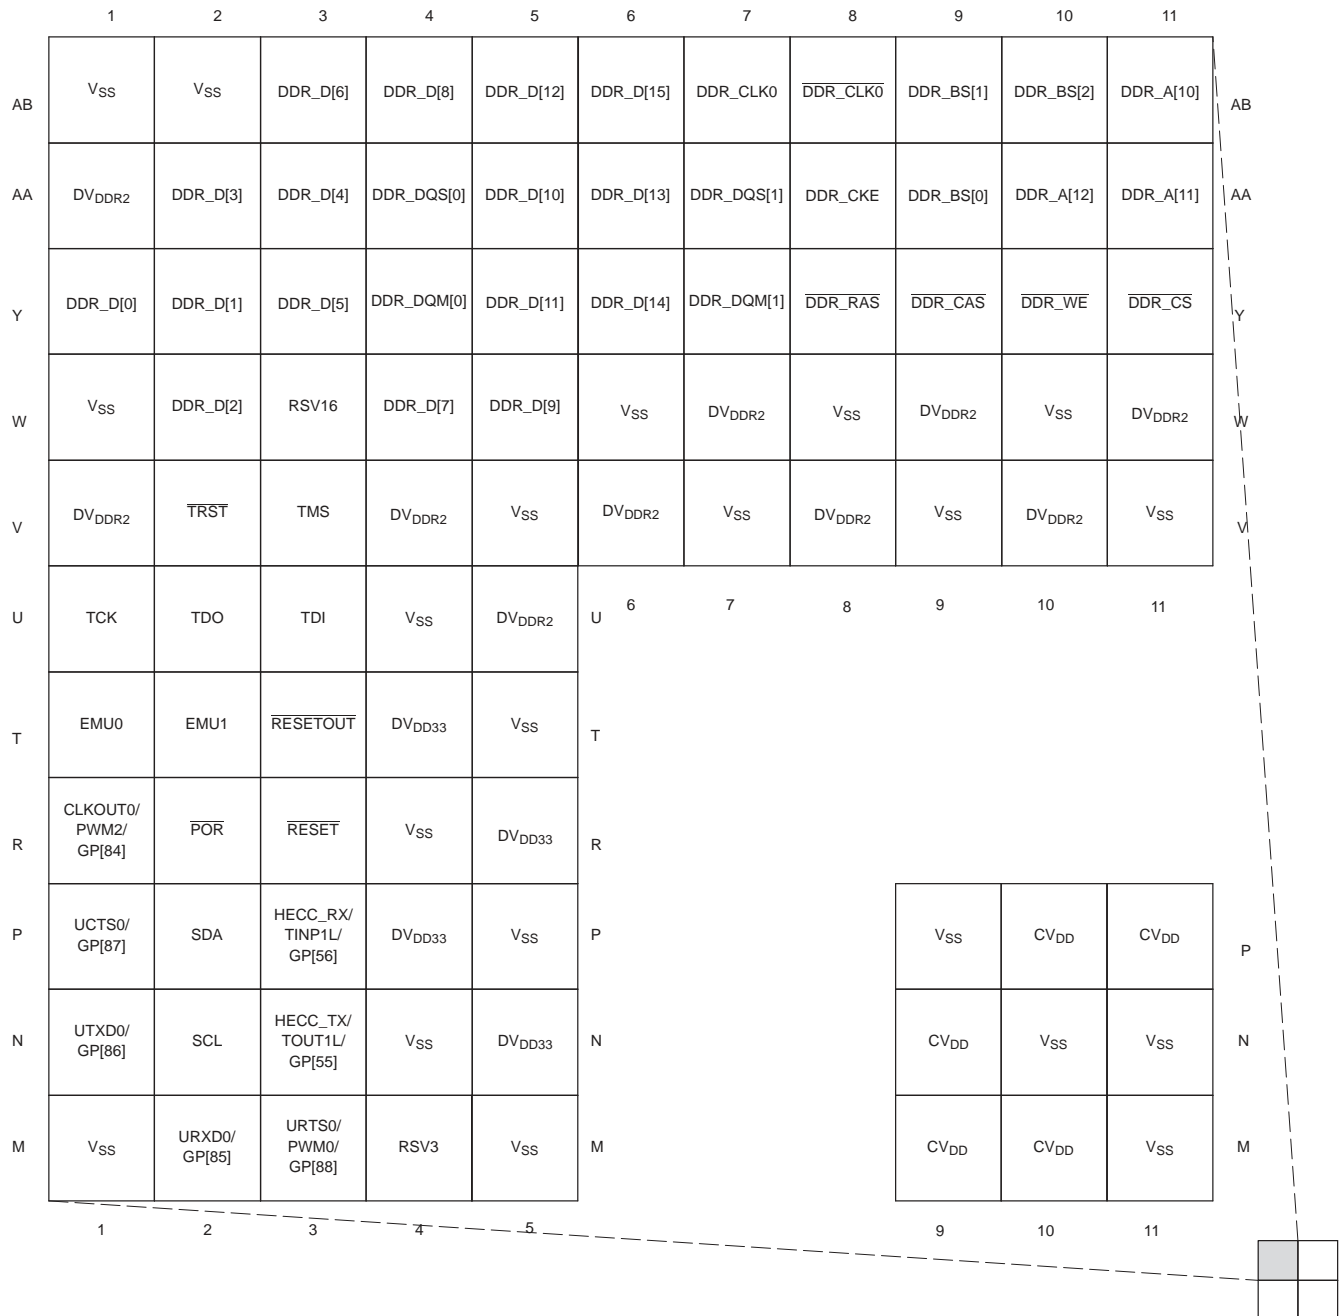 1 2 3 4 5 6 7 8 9 10 11
AB VSS VSS DDR_D[6] DDR_D[8] DDR_D[12] DDR_D[15] DDR_CLK0 DDR_CLK0 DDR_BS[1] DDR_BS[2] DDR_A[10] AB
AA DVDDR2 DDR_D[3] DDR_D[4] DDR_DQS[0] DDR_D[10] DDR_D[13] DDR_DQS[1] DDR_CKE DDR_BS[0] DDR_A[12] DDR_A[11] AA
Y DDR_D[0] DDR_D[1] DDR_D[5] DDR_DQM[0] DDR_D[11] DDR_D[14] DDR_DQM[1] DDR_RAS DDR_CAS DDR_WE DDR_CS Y
W VSS DDR_D[2] RSV16 DDR_D[7] DDR_D[9] VSS DVDDR2 VSS DVDDR2 VSS DVDDR2 W
V DVDDR2 TRST TMS DVDDR2 VSS DVDDR2 VSS DVDDR2 VSS DVDDR2 VSS V
U TCK TDO TDI VSS DVDDR2 U 6 7 8 9 10 11
T EMU0 EMU1 RESETOUT DVDD33 VSS T
R CLKOUT0/
PWM2/
GP[84] POR RESET VSS DVDD33 R
P UCTS0/
GP[87] SDA HECC_RX/
TINP1L/
GP[56] DVDD33 VSS P VSS CVDD CVDD P
N UTXD0/
GP[86] SCL HECC_TX/
TOUT1L/
GP[55] VSS DVDD33 N CVDD VSS VSS N
M VSS URXD0/
GP[85] URTS0/
PWM0/
GP[88] RSV3 VSS M CVDD CVDD VSS M
1 2 3 4 5 9 10 11